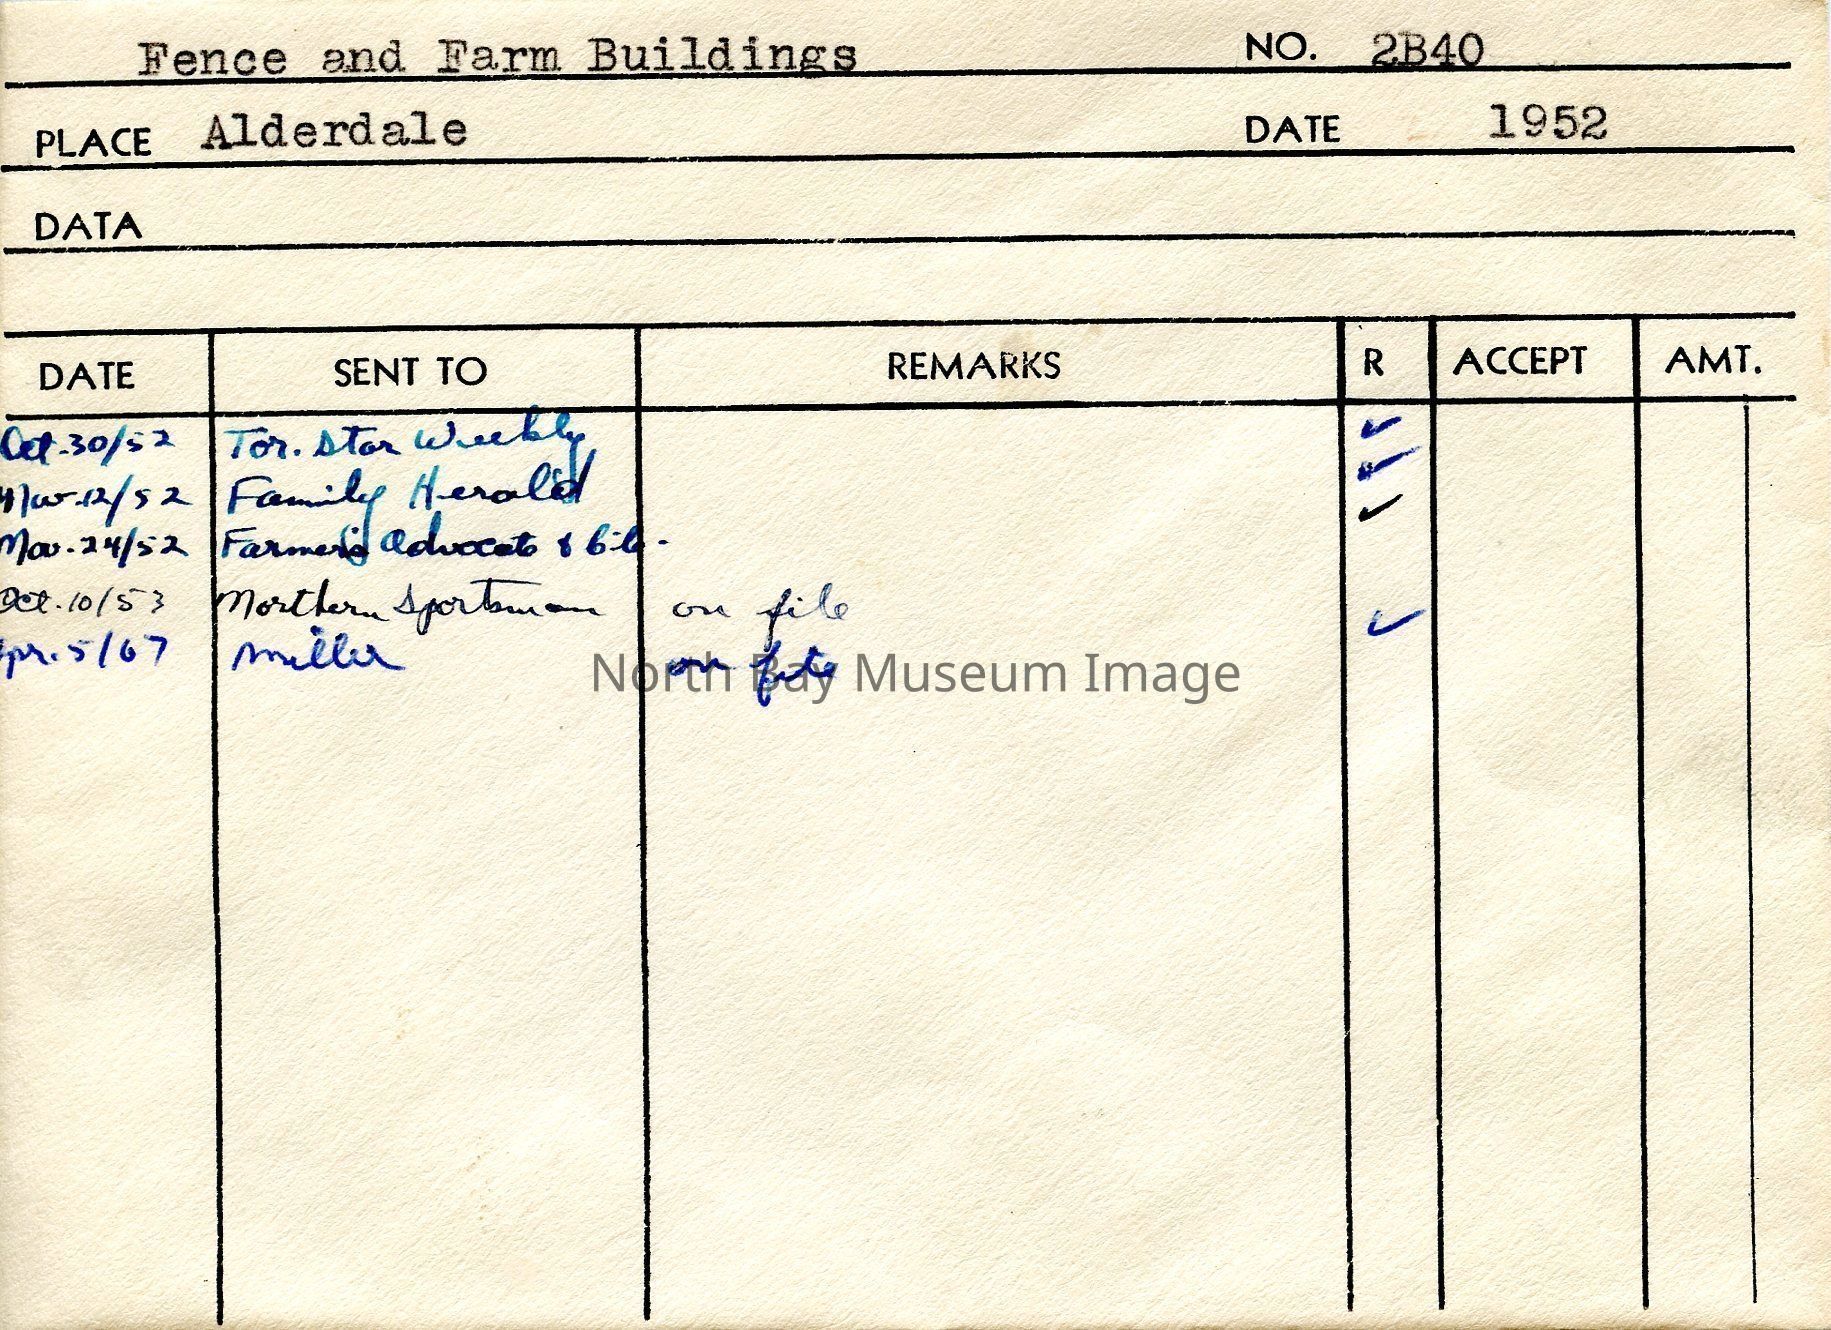 Fence and Farm Buildings NO. 2B40
PLACE Alderdale DATE 1952
DATA
DATE SENT TO REMARKS R ACCEPT AMT.
Oct.30/52 Tor. Star Weekly ✓
Nov.12/52 Family Herald ✓
Nov.24/52 Farmer's Advocate & ✓
Oct.10/53 Northern Sportsman on file
pr.5/67 Miller on file ✓
North Bay Museum Image